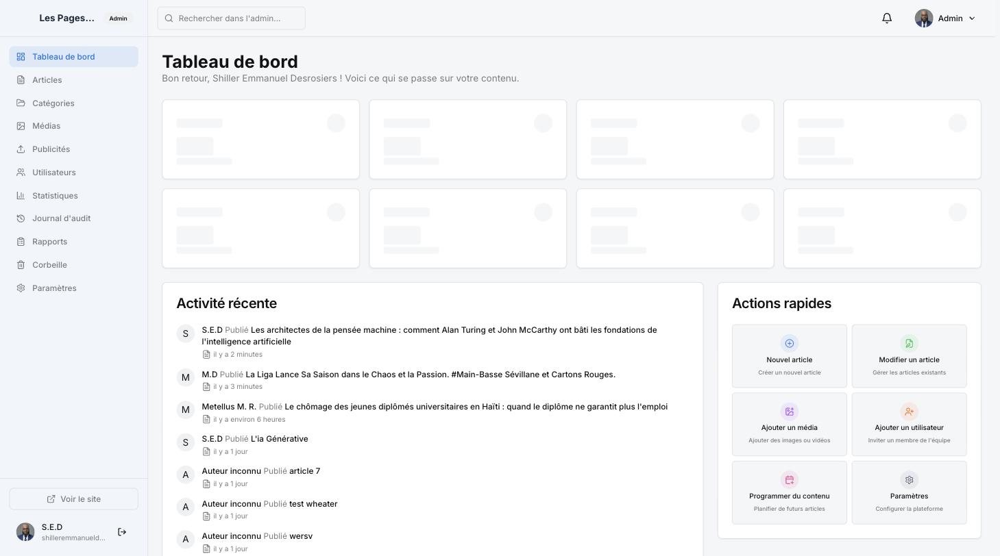 Les Pages...
Admin
Rechercher dans l'admin...
Admin
Tableau de bord
Articles
Catégories
Médias
Publicités
Utilisateurs
Statistiques
Journal d'audit
Rapports
Corbeille
Paramètres
Voir le site
S.E.D
shilleremmanueld...
Tableau de bord
Bon retour, Shiller Emmanuel Desrosiers ! Voici ce qui se passe sur votre contenu.
Activité récente
S
S.E.D Publié Les architectes de la pensée machine : comment Alan Turing et John McCarthy ont bâti les fondations de
l'intelligence artificielle
il y a 2 minutes
M
M.D Publié La Liga Lance Sa Saison dans le Chaos et la Passion. #Main-Basse Sévillane et Cartons Rouges.
il y a 3 minutes
M
Metellus M. R. Publié Le chômage des jeunes diplômés universitaires en Haïti : quand le diplôme ne garantit plus l'emploi
il y a environ 6 heures
S
S.E.D Publié L'ia Générative
il y a 1 jour
A
Auteur inconnu Publié article 7
il y a 1 jour
A
Auteur inconnu Publié test wheater
il y a 1 jour
A
Auteur inconnu Publié wersv
il y a 1 jour
Actions rapides
Nouvel article
Créer un nouvel article
Modifier un article
Gérer les articles existants
Ajouter un média
Ajouter des images ou vidéos
Ajouter un utilisateur
Inviter un membre de l'équipe
Programmer du contenu
Planifier de futurs articles
Paramètres
Configurer la plateforme